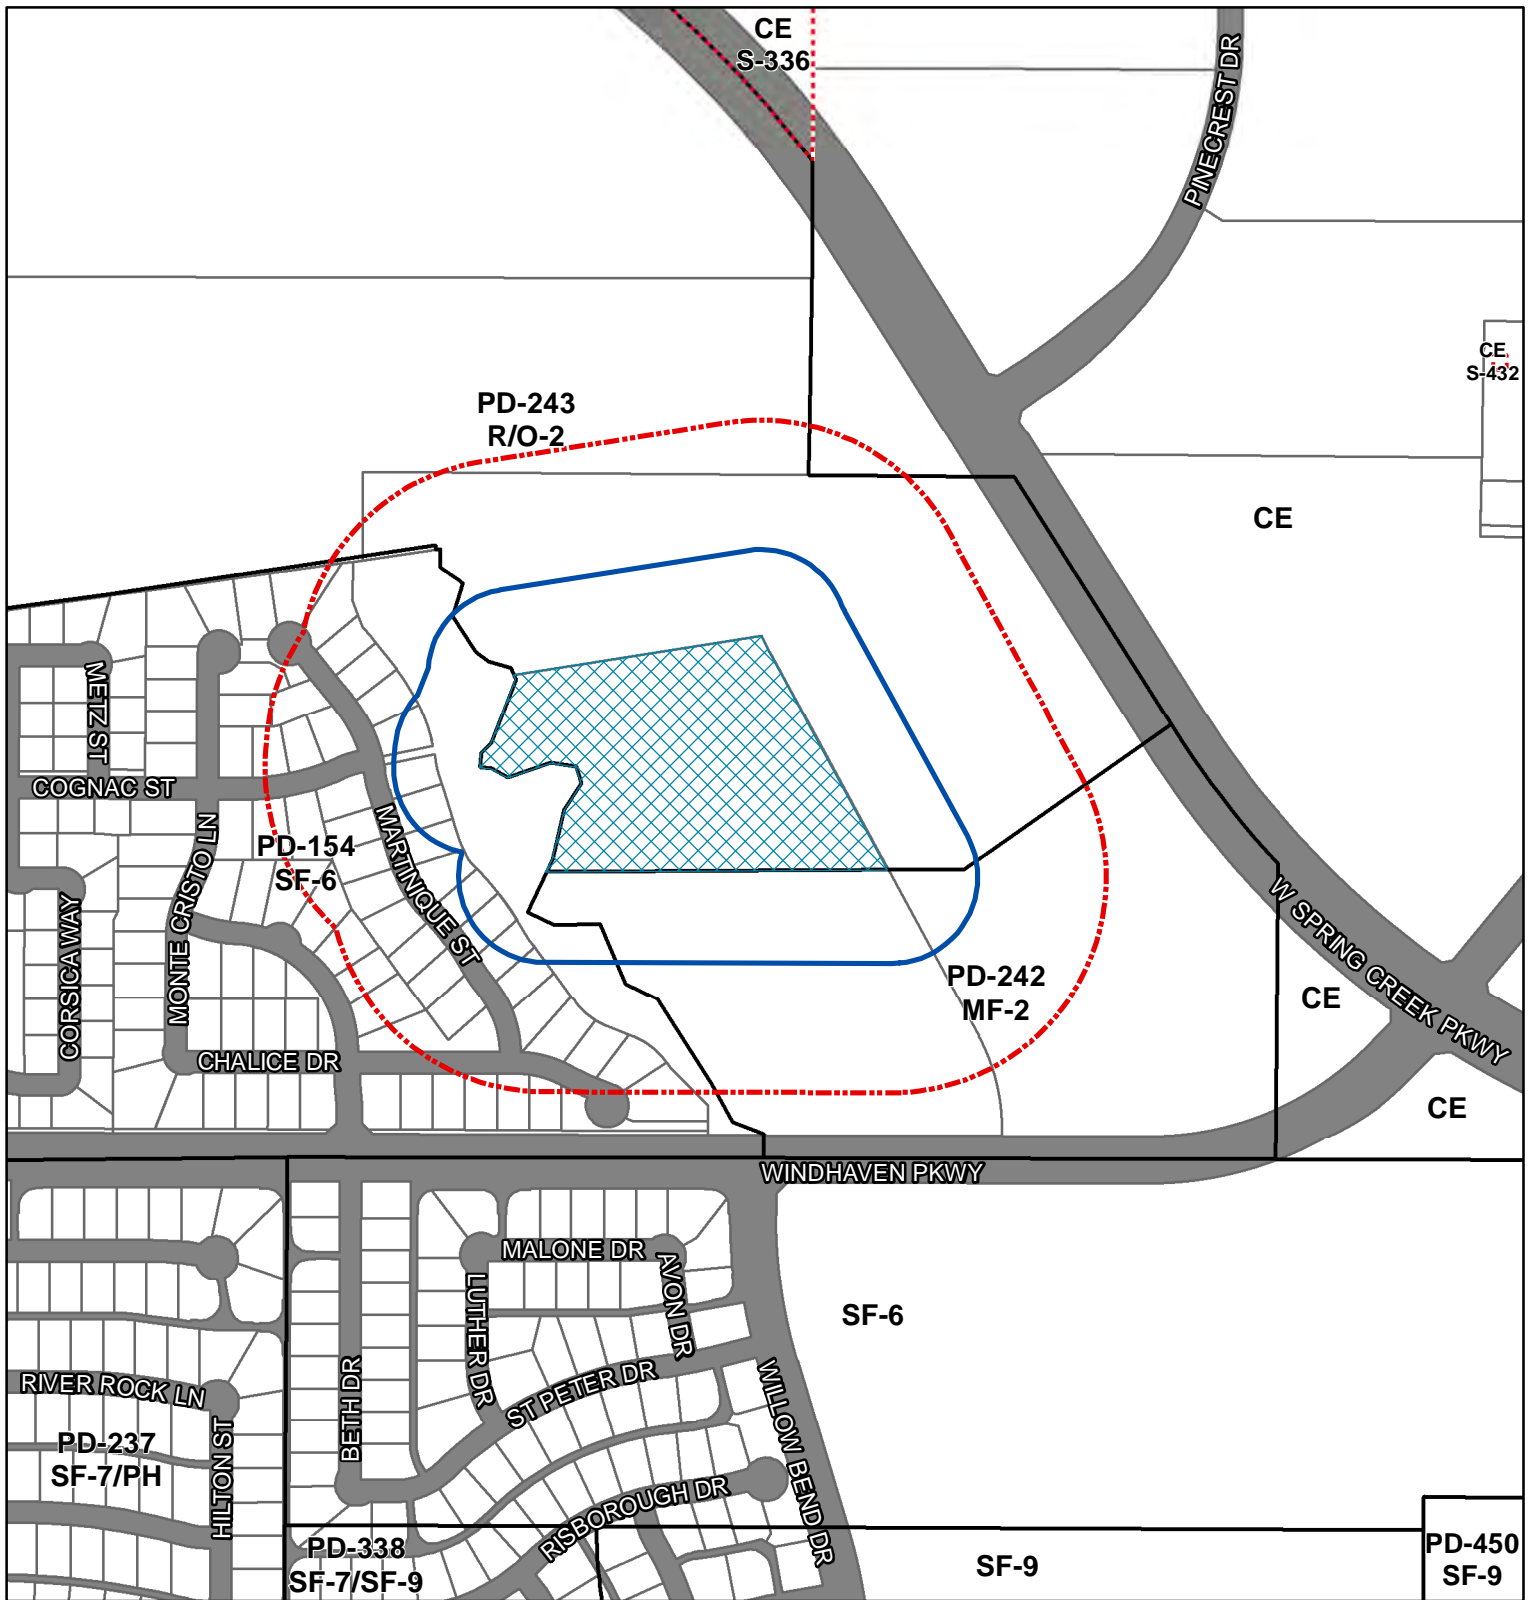 CE
S-336
PINECREST DR
CE
S-432
PD-243
R/O-2
CE
METZ ST
COGNAC ST
MONTE CRISTO LN
PD-154
SF-6
MARTINIQUE ST
CORSICA WAY
CHALICE DR
PD-242
MF-2
W SPRING CREEK PKWY
CE
CE
WINDHAVEN PKWY
MALONE DR
AVON DR
LUTHER DR
SF-6
ST PETER DR
BETH DR
WILLOW BEND DR
RIVER ROCK LN
PD-237
SF-7/PH
HILTON ST
RISBOROUGH DR
PD-338
SF-7/SF-9
SF-9
PD-450
SF-9